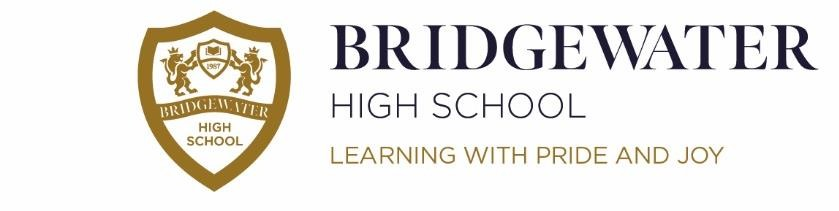 1987
BRIDGEWATER
HIGH
SCHOOL
BRIDGEWATER
HIGH SCHOOL
LEARNING WITH PRIDE AND JOY